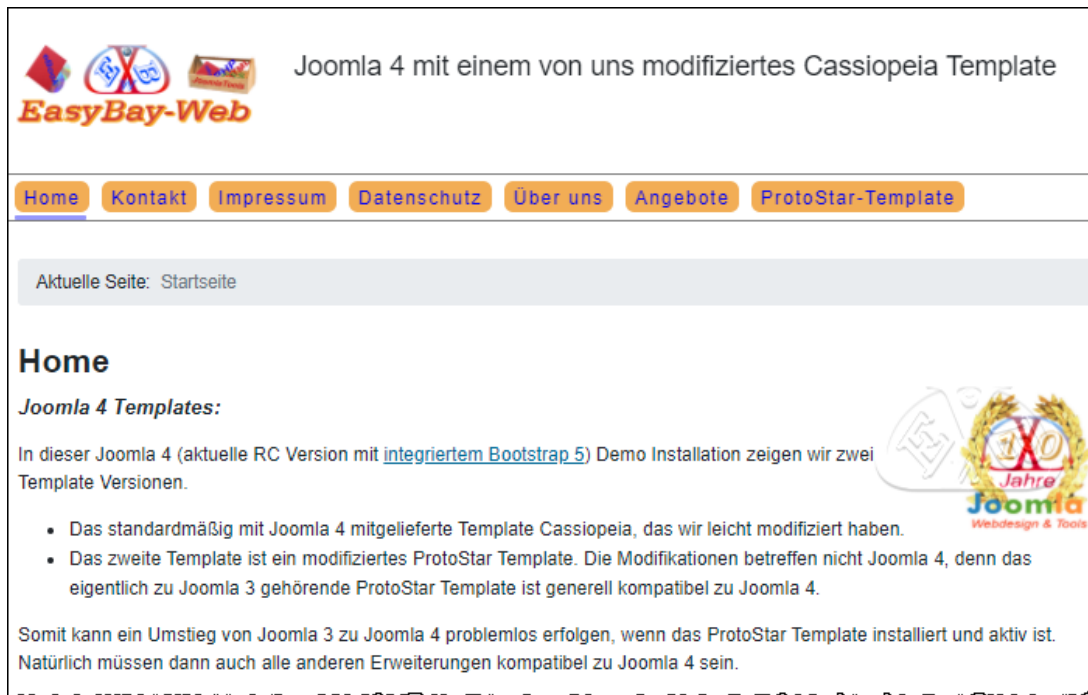 Joomla 4 mit einem von uns modifiziertes Cassiopeia Template
EasyBay-Web
Home Kontakt Impressum Datenschutz Über uns Angebote ProtoStar-Template
Aktuelle Seite: Startseite
Home
Joomla 4 Templates:
In dieser Joomla 4 (aktuelle RC Version mit integriertem Bootstrap 5) Demo Installation zeigen wir zwei
Template Versionen.
10
Jahre
Joomla
Webdesign & Tools
• Das standardmäßig mit Joomla 4 mitgelieferte Template Cassiopeia, das wir leicht modifiziert haben.
• Das zweite Template ist ein modifiziertes ProtoStar Template. Die Modifikationen betreffen nicht Joomla 4, denn das
eigentlich zu Joomla 3 gehörende ProtoStar Template ist generell kompatibel zu Joomla 4.
Somit kann ein Umstieg von Joomla 3 zu Joomla 4 problemlos erfolgen, wenn das ProtoStar Template installiert und aktiv ist.
Natürlich müssen dann auch alle anderen Erweiterungen kompatibel zu Joomla 4 sein.